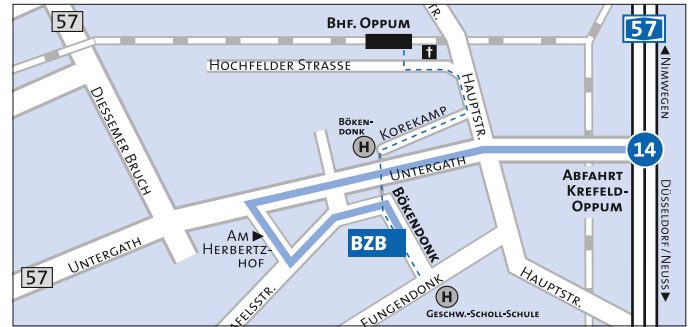 57
57
BHF. OPPUM
HOCHFELDER STRASSE
HAUPTSTR.
TR.
NIMWEGEN
DIESSEMER BRUCH
BÖKEN-
DONK
H
KOREKAMP
UNTERGATH
14
ABFAHRT
KREFELD-
OPPUM
DÜSSELDORF/NEUSS
BÖKENDONK
BZB
AM
HERBERTZ-
HOF
UNTERGATH
57
AFELSSTR.
FUNGENDONK
H
GESCHW.-SCHOLL-SCHULE
HAUPTSTR.